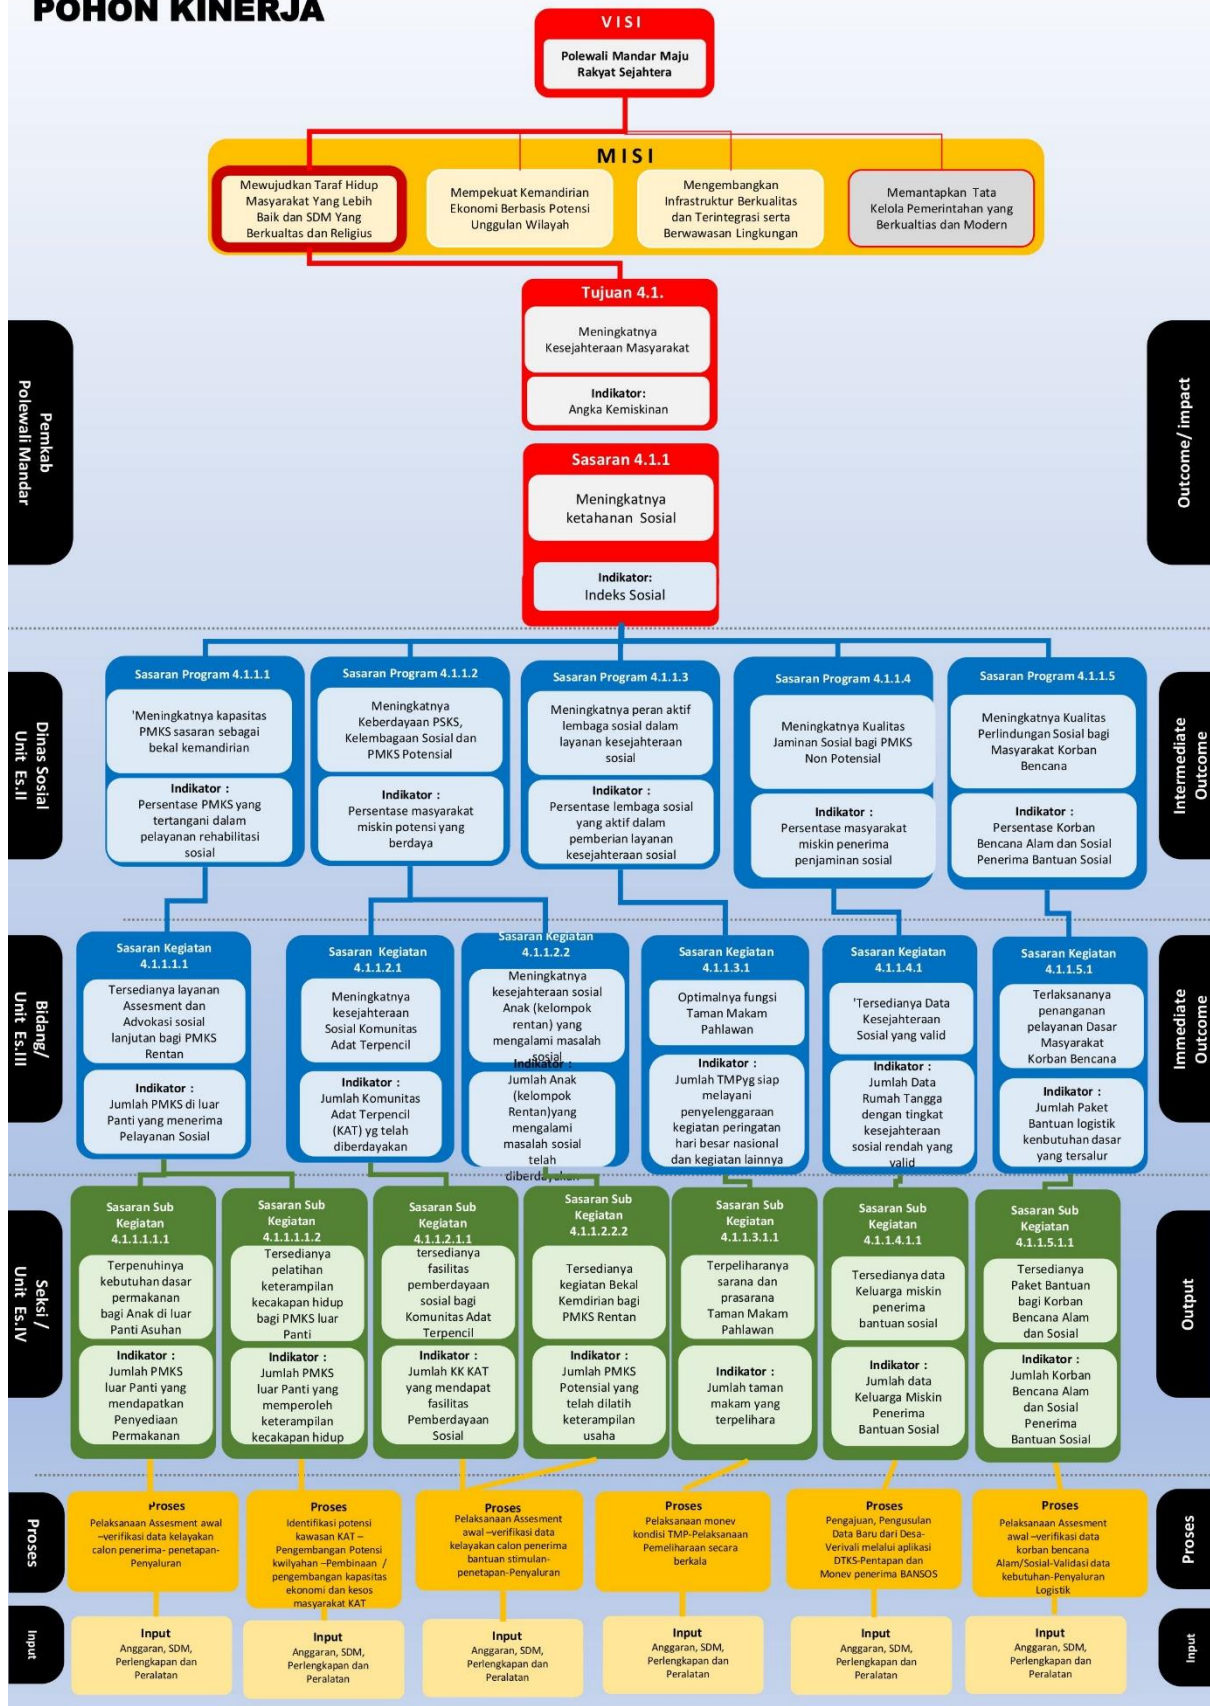 POHON KINERJA
VISI
Polewali Mandar Maju
Rakyat Sejahtera
MISI
Mewujudkan Taraf Hidup
Masyarakat Yang Lebih
Baik dan SDM Yang
Berkualtas dan Religius
Mempekuat Kemandirian
Ekonomi Berbasis Potensi
Unggulan Wilayah
Mengembangkan
Infrastruktur Berkualitas
dan Terintegrasi serta
Berwawasan Lingkungan
Memantapkan Tata
Kelola Pemerintahan yang
Berkualtias dan Modern
Tujuan 4.1.
Meningkatnya
Kesejahteraan Masyarakat
Indikator:
Angka Kemiskinan
Pemkab
Polewali Mandar
Outcome/ impact
Sasaran 4.1.1
Meningkatnya
ketahanan Sosial
Indikator:
Indeks Sosial
Dinas Sosial
Unit Es.II
Sasaran Program 4.1.1.1
'Meningkatnya kapasitas
PMKS sasaran sebagai
bekal kemandirian
Indikator :
Persentase PMKS yang
tertangani dalam
pelayanan rehabilitasi
sosial
Sasaran Program 4.1.1.2
Meningkatnya
Keberdayaan PSKS,
Kelembagaan Sosial dan
PMKS Potensial
Indikator :
Persentase masyarakat
miskin potensi yang
berdaya
Sasaran Program 4.1.1.3
Meningkatnya peran aktif
lembaga sosial dalam
layanan kesejahteraan
sosial
Indikator :
Persentase lembaga sosial
yang aktif dalam
pemberian layanan
kesejahteraan sosial
Sasaran Program 4.1.1.4
Meningkatnya Kualitas
Jaminan Sosial bagi PMKS
Non Potensial
Indikator :
Persentase masyarakat
miskin penerima
penjaminan sosial
Sasaran Program 4.1.1.5
Meningkatnya Kualitas
Perlindungan Sosial bagi
Masyarakat Korban
Bencana
Indikator :
Persentase Korban
Bencana Alam dan Sosial
Penerima Bantuan Sosial
Intermediate
Outcome
Bidang/
Unit Es.III
Sasaran Kegiatan
4.1.1.1.1
Tersedianya layanan
Assesment dan
Advokasi sosial
lanjutan bagi PMKS
Rentan
Indikator :
Jumlah PMKS di luar
Panti yang menerima
Pelayanan Sosial
Sasaran Kegiatan
4.1.1.2.1
Meningkatnya
kesejahteraan
Sosial Komunitas
Adat Terpencil
Indikator :
Jumlah Komunitas
Adat Terpencil
(KAT) yg telah
diberdayakan
Sasaran Kegiatan
4.1.1.2.2
Meningkatnya
kesejahteraan sosial
Anak (kelompok
rentan) yang
mengalami masalah
sosial
Indikator :
Jumlah Anak
(kelompok
Rentan)yang
mengalami
masalah sosial
telah
diberdayakan
Sasaran Kegiatan
4.1.1.3.1
Optimalnya fungsi
Taman Makam
Pahlawan
Indikator :
Jumlah TMPyg siap
melayani
penyelenggaraan
kegiatan peringatan
hari besar nasional
dan kegiatan lainnya
Sasaran Kegiatan
4.1.1.4.1
'Tersedianya Data
Kesejahteraan
Sosial yang valid
Indikator :
Jumlah Data
Rumah Tangga
dengan tingkat
kesejahteraan
sosial rendah yang
valid
Sasaran Kegiatan
4.1.1.5.1
Terlaksananya
penanganan
pelayanan Dasar
Masyarakat
Korban Bencana
Indikator :
Jumlah Paket
Bantuan logistik
kenbutuhan dasar
yang tersalur
Immediate
Outcome
Seksi /
Unit Es.IV
Sasaran Sub
Kegiatan
4.1.1.1.1.1
Terpenuhinya
kebutuhan dasar
permakanan
bagi Anak di luar
Panti Asuhan
Indikator :
Jumlah PMKS
luar Panti yang
mendapatkan
Penyediaan
Permakanan
Sasaran Sub
Kegiatan
4.1.1.1.1.2
Tersedianya
pelatihan
keterampilan
kecakapan hidup
bagi PMKS luar
Panti
Indikator :
Jumlah PMKS
luar Panti yang
memperoleh
keterampilan
kecakapan hidup
Sasaran Sub
Kegiatan
4.1.1.2.1.1
tersedianya
fasilitas
pemberdayaan
sosial bagi
Komunitas Adat
Terpencil
Indikator :
Jumlah KK KAT
yang mendapat
fasilitas
Pemberdayaan
Sosial
Sasaran Sub
Kegiatan
4.1.1.2.2.2
Tersedianya
kegiatan Bekal
Kemdirian bagi
PMKS Rentan
Indikator :
Jumlah PMKS
Potensial yang
telah dilatih
keterampilan
usaha
Sasaran Sub
Kegiatan
4.1.1.3.1.1
Terpeliharanya
sarana dan
prasarana
Taman Makam
Pahlawan
Indikator :
Jumlah taman
makam yang
terpelihara
Sasaran Sub
Kegiatan
4.1.1.4.1.1
Tersedianya data
Keluarga miskin
penerima
bantuan sosial
Indikator :
Jumlah data
Keluarga Miskin
Penerima
Bantuan Sosial
Sasaran Sub
Kegiatan
4.1.1.5.1.1
Tersedianya
Paket Bantuan
bagi Korban
Bencana Alam
dan Sosial
Indikator :
Jumlah Korban
Bencana Alam
dan Sosial
Penerima
Bantuan Sosial
Output
Proses
Proses
Pelaksanaan Assesment awal
–verifikasi data kelayakan
calon penerima- penetapan-
Penyaluran
Proses
Identifikasi potensi
kawasan KAT –
Pengembangan Potensi
kwilyahan –Pembinaan /
pengembangan kapasitas
ekonomi dan kesos
masyarakat KAT
Proses
Pelaksanaan Assesment
awal –verifikasi data
kelayakan calon penerima
bantuan stimulan-
penetapan-Penyaluran
Proses
Pelaksanaan monev
kondisi TMP-Pelaksanaan
Pemeliharaan secara
berkala
Proses
Pengajuan, Pengusulan
Data Baru dari Desa-
Verivali melalui aplikasi
DTKS-Pentapan dan
Monev penerima BANSOS
Proses
Pelaksanaan Assesment
awal –verifikasi data
korban bencana
Alam/Sosial-Validasi data
kebutuhan-Penyaluran
Logistik
Proses
Input
Input
Anggaran, SDM,
Perlengkapan dan
Peralatan
Input
Anggaran, SDM,
Perlengkapan dan
Peralatan
Input
Anggaran, SDM,
Perlengkapan dan
Peralatan
Input
Anggaran, SDM,
Perlengkapan dan
Peralatan
Input
Anggaran, SDM,
Perlengkapan dan
Peralatan
Input
Anggaran, SDM,
Perlengkapan dan
Peralatan
Input